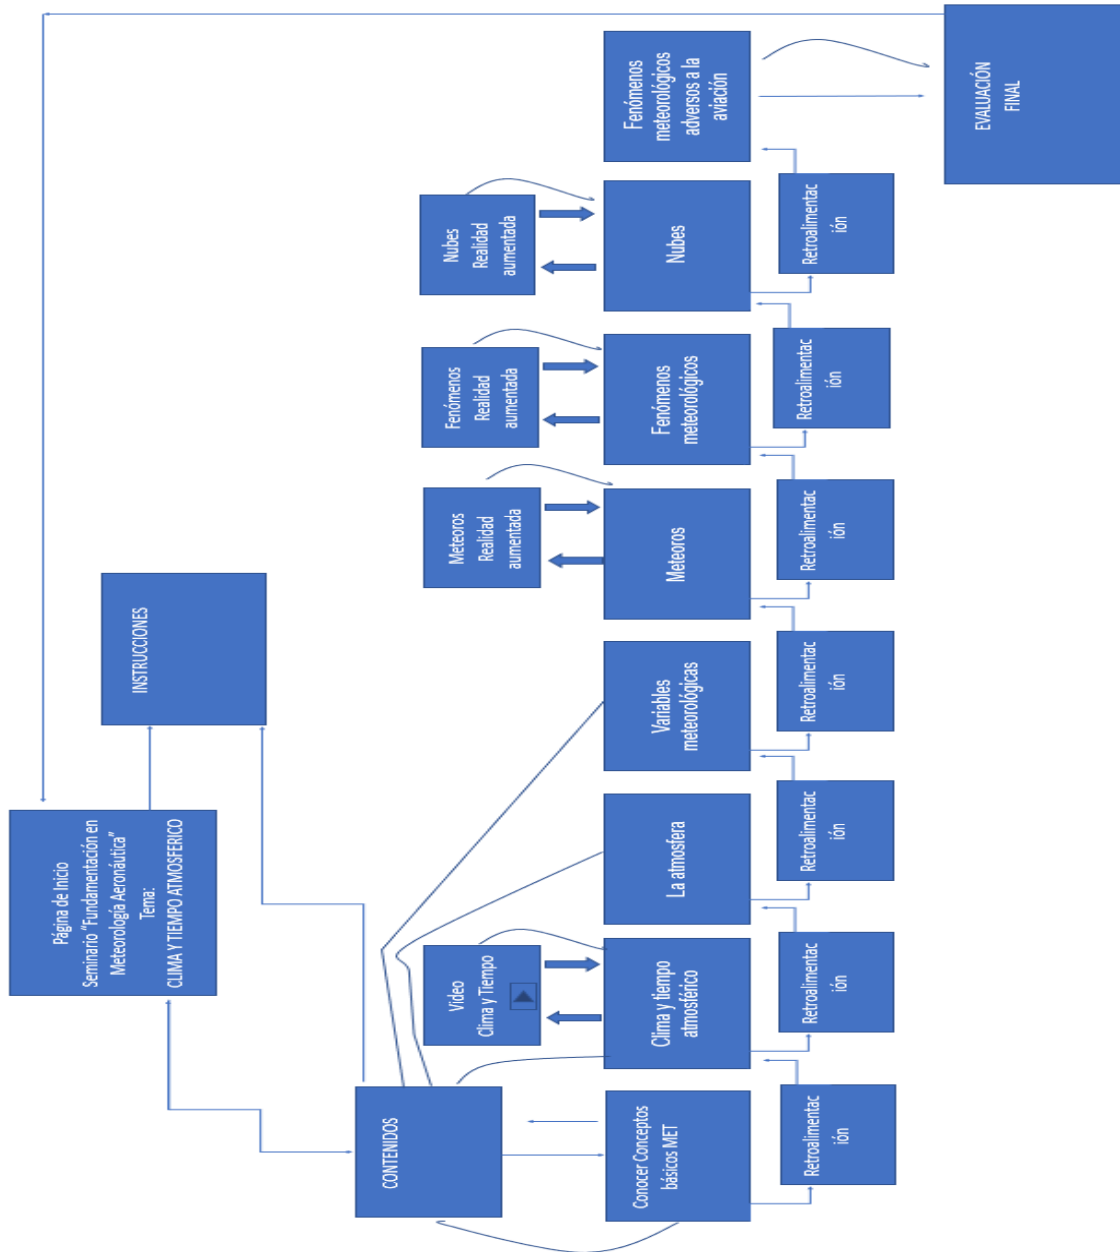 Página de Inicio
Seminario "Fundamentación en
Meteorología Aeronáutica"
Tema:
CLIMA Y TIEMPO ATMOSFERICO
INSTRUCCIONES
CONTENIDOS
Video
Clima y Tiempo
Meteoros
Realidad
aumentada
Fenómenos
Realidad
aumentada
Nubes
Realidad
aumentada
Conocer Conceptos
básicos MET
Clima y tiempo
atmosférico
La atmosfera
Variables
meteorológicas
Meteoros
Fenómenos
meteorológicos
Nubes
Fenómenos
meteorológicos
adversos a la
aviación
Retroalimentac
ión
Retroalimentac
ión
Retroalimentac
ión
Retroalimentac
ión
Retroalimentac
ión
Retroalimentac
ión
Retroalimentac
ión
EVALUACIÓN
FINAL